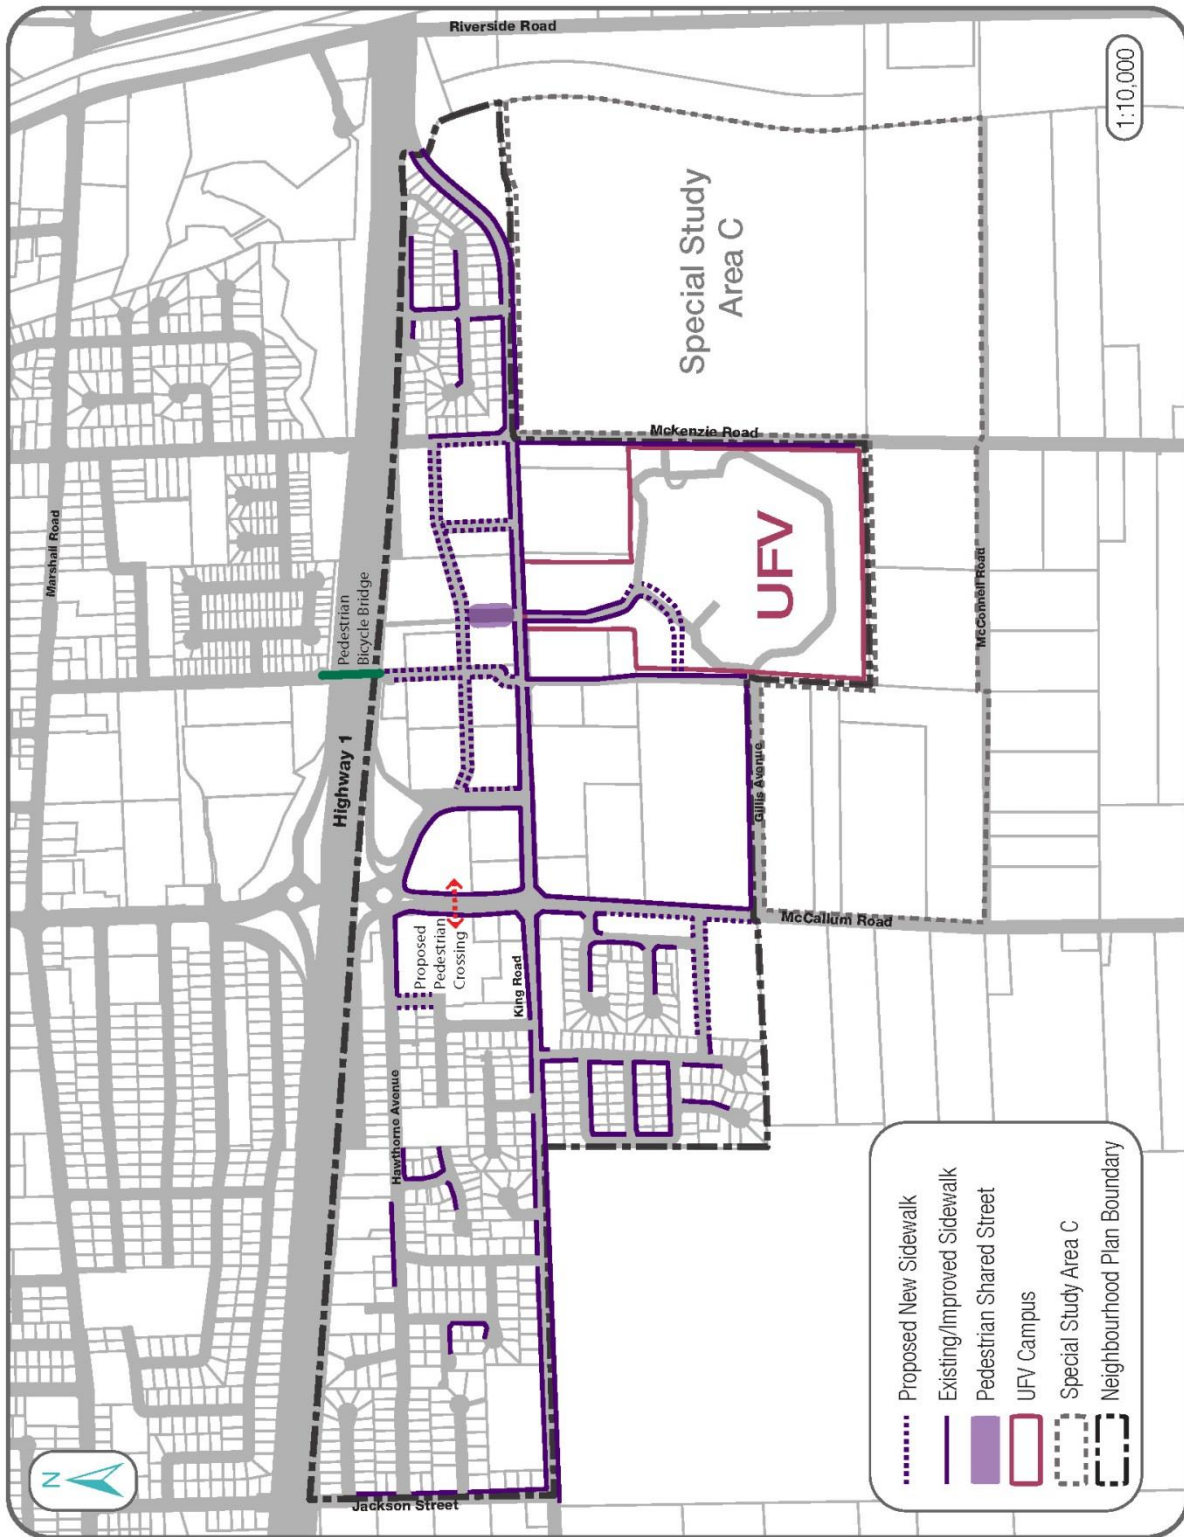 Riverside Road
1:10,000
Special Study
Area C
Mckenzie Road
Marshall Road
Pedestrian
Bicycle Bridge
UFV
McConnell Road
Highway 1
Gillis Avenue
McCallum Road
Proposed
Pedestrian
Crossing
King Road
Hawthorne Avenue
Jackson Street
N
Proposed New Sidewalk
Existing/Improved Sidewalk
Pedestrian Shared Street
UFV Campus
Special Study Area C
Neighbourhood Plan Boundary